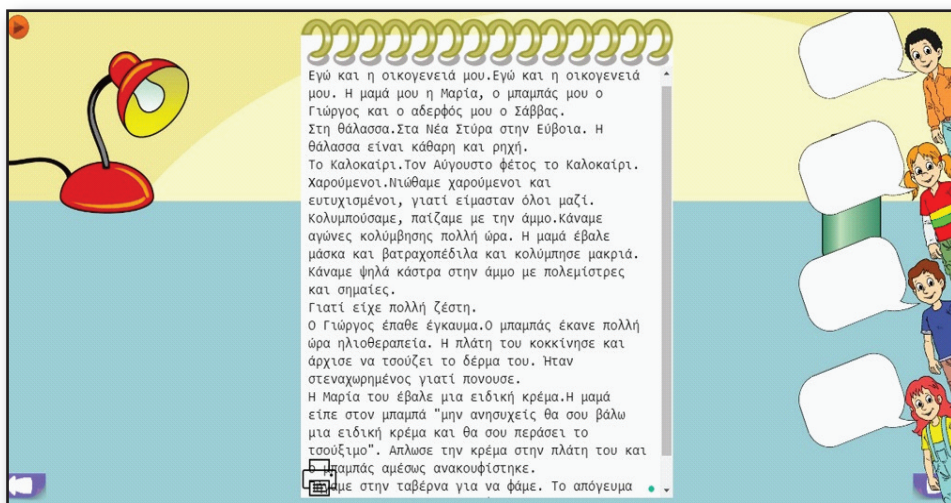 Εγώ και η οικογενειά μου.Εγώ και η οικογενειά
μου. Η μαμά μου η Μαρία, ο μπαμπάς μου ο
Γιώργος και ο αδερφός μου ο Σάββας.
Στη θάλασσα.Στα Νέα Στύρα στην Εύβοια. Η
θάλασσα είναι κάθαρη και ρηχή.
Το Καλοκαίρι.Τον Αύγουστο φέτος το Καλοκαίρι.
Χαρούμενοι.Νιώθαμε χαρούμενοι και
ευτυχισμένοι, γιατί είμασταν όλοι μαζί.
Κολυμπούσαμε, παίζαμε με την άμμο.Κάναμε
αγώνες κολύμβησης πολλή ώρα. Η μαμά έβαλε
μάσκα και βατραχοπέδιλα και κολύμπησε μακριά.
Κάναμε ψηλά κάστρα στην άμμο με πολεμίστρες
και σημαίες.
Γιατί είχε πολλή ζέστη.
Ο Γιώργος έπαθε έγκαυμα.Ο μπαμπάς έκανε πολλή
ώρα ηλιοθεραπεία. Η πλάτη του κοκκίνησε και
άρχισε να τσούζει το δέρμα του. Ήταν
στεναχωρημένος γιατί πονουσε.
Η Μαρία του έβαλε μια ειδική κρέμα.Η μαμά
είπε στον μπαμπά "μην ανησυχείς θα σου βάλω
μια ειδική κρέμα και θα σου περάσει το
τσούξιμο". Απλωσε την κρέμα στην πλάτη του και
ο μπαμπάς αμέσως ανακουφίστηκε.
στην ταβέρνα για να φάμε. Το απόγευμα